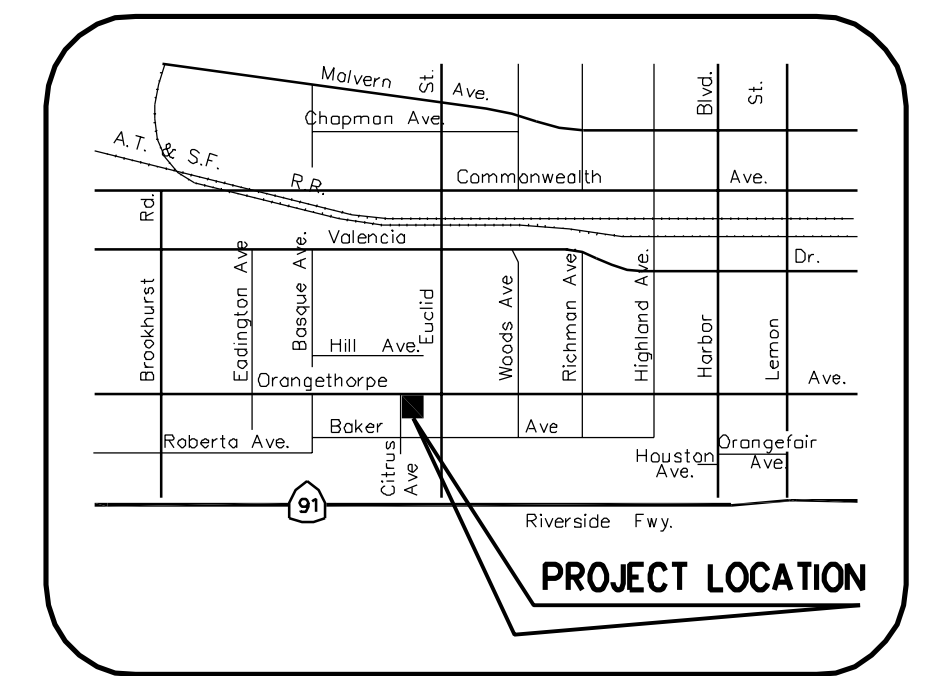 Malvern Ave.
St.
Blvd.
St.
Chapman Ave.
A.T. & S.F. R.R.
Commonwealth Ave.
Rd.
Valencia Dr.
Brookhurst
Eadington Ave
Basque Ave.
Euclid
Woods Ave
Richman Ave.
Highland Ave.
Harbor
Lemon
Hill Ave.
Orangethorpe Ave.
Baker Ave
Roberta Ave.
Citrus
Ave
Houston
Ave.
Orangefair
Ave.
91
Riverside Fwy.
PROJECT LOCATION